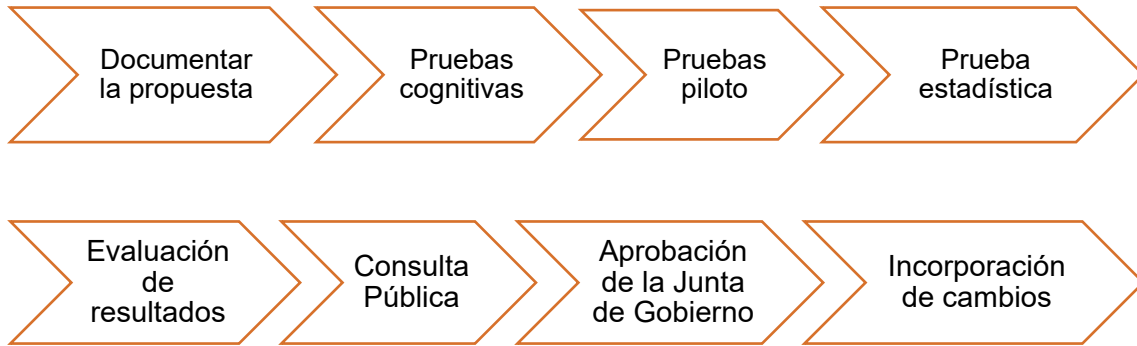 Documentar
la propuesta
Pruebas
cognitivas
Pruebas
piloto
Prueba
estadística
Evaluación
de
resultados
Consulta
Pública
Aprobación
de la Junta
de Gobierno
Incorporación
de cambios